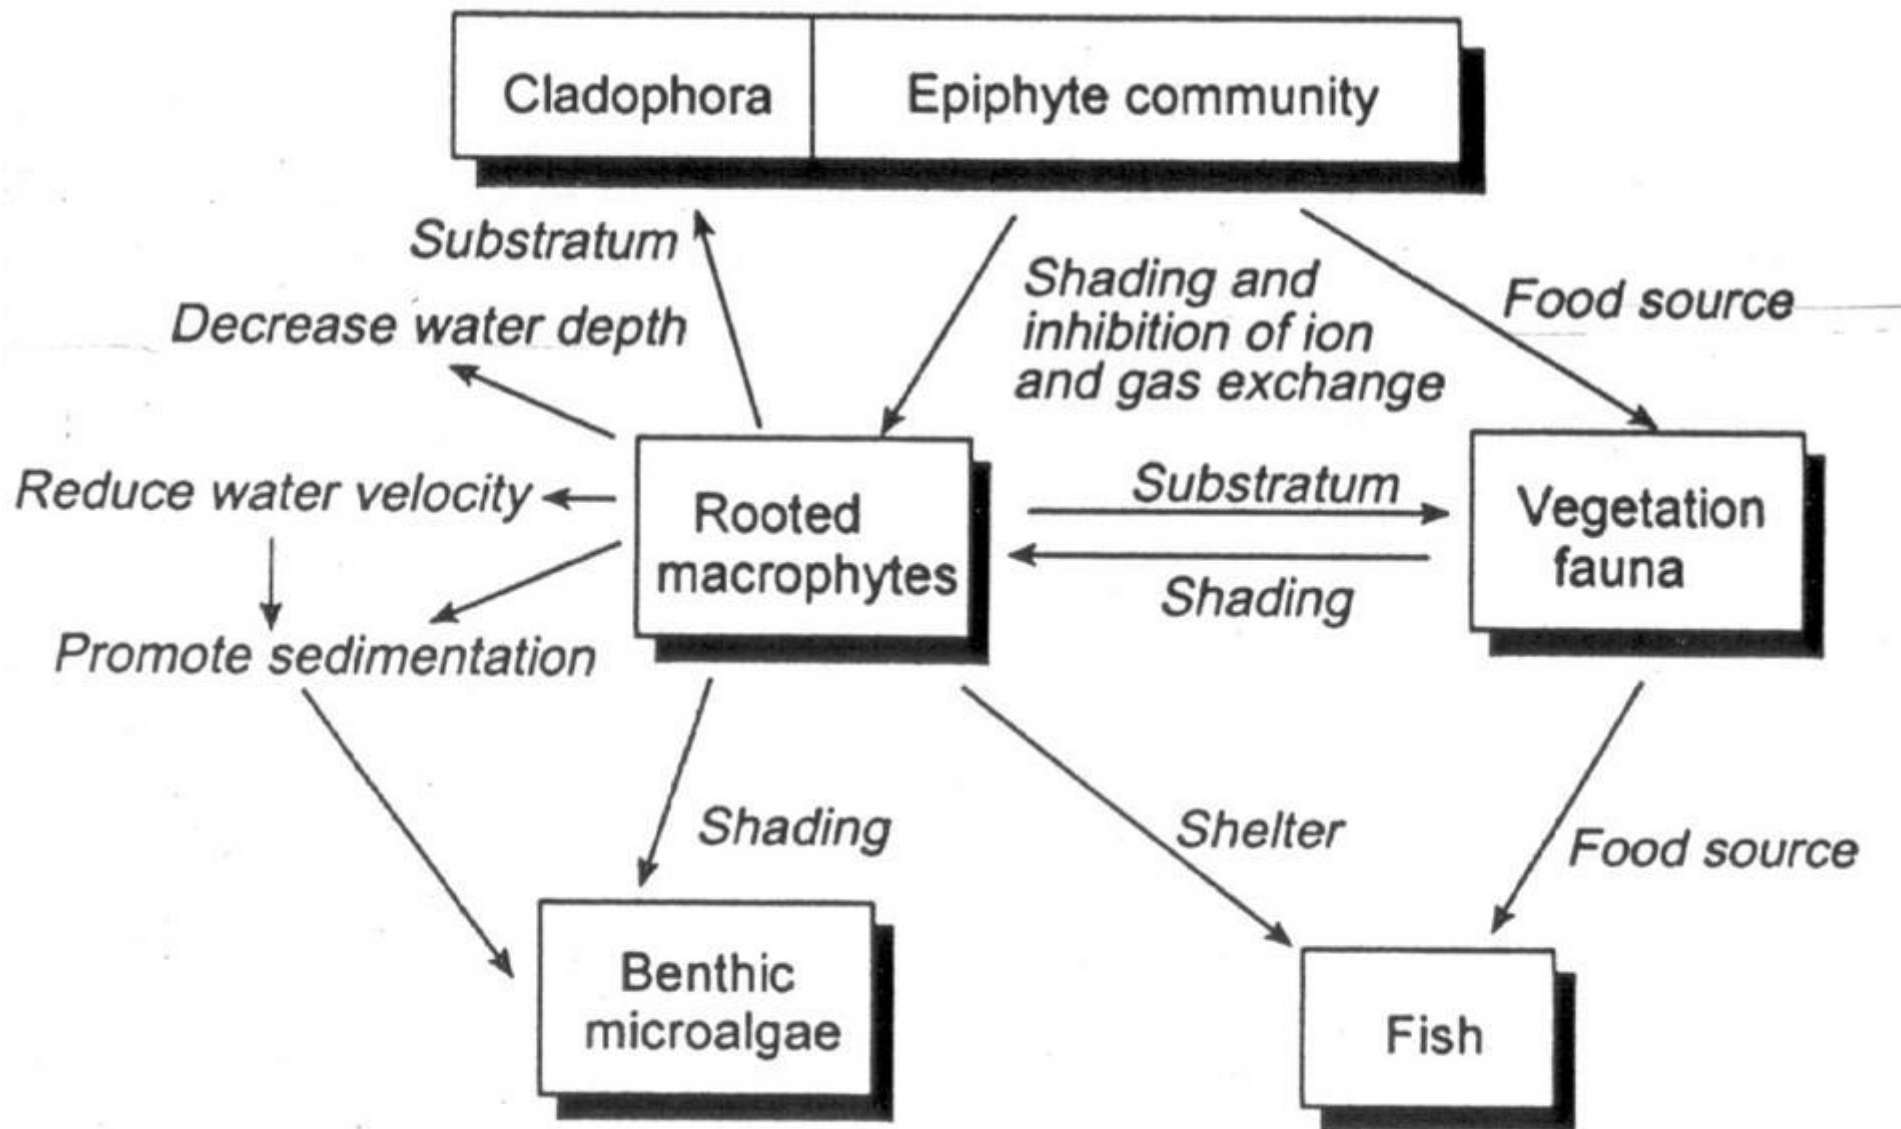 Cladophora
Epiphyte community
Substratum
Shading and
inhibition of ion
and gas exchange
Food source
Decrease water depth
Reduce water velocity
Promote sedimentation
Rooted
macrophytes
Substratum
Shading
Vegetation
fauna
Shading
Shelter
Food source
Benthic
microalgae
Fish